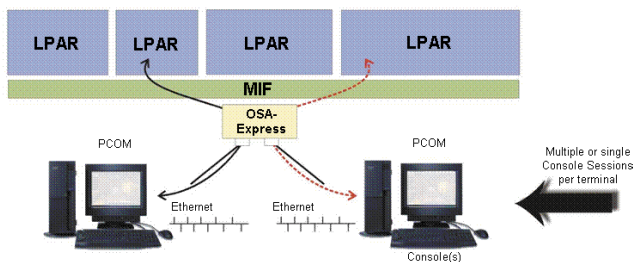 LPAR
LPAR
LPAR
LPAR
MIF
OSA-
Express
PCOM
PCOM
Multiple or single
Console Sessions
per terminal
Ethernet
Ethernet
Console(s)